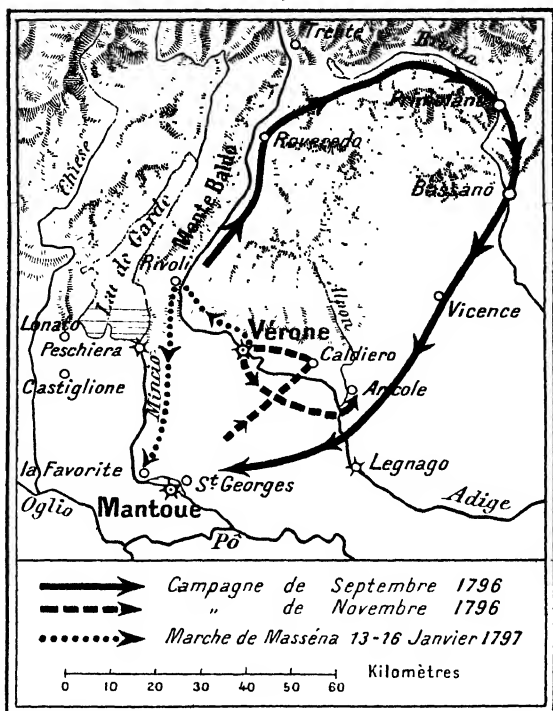 Trente
Brenta
Primolano
Chiese
Roveredo
Monte Baldo
Lac de Garde
Bassano
Rivoli
Alpon
Vicence
Lonato
Vérone
Peschiera
Caldiero
Castiglione
Mincio
Arcole
la Favorite
St Georges
Legnago
Oglio
Mantoue
Adige
Pô
Campagne de Septembre 1796
„ de Novembre 1796
Marche de Masséna 13-16 Janvier 1797
Kilomètres
0 10 20 30 40 50 60